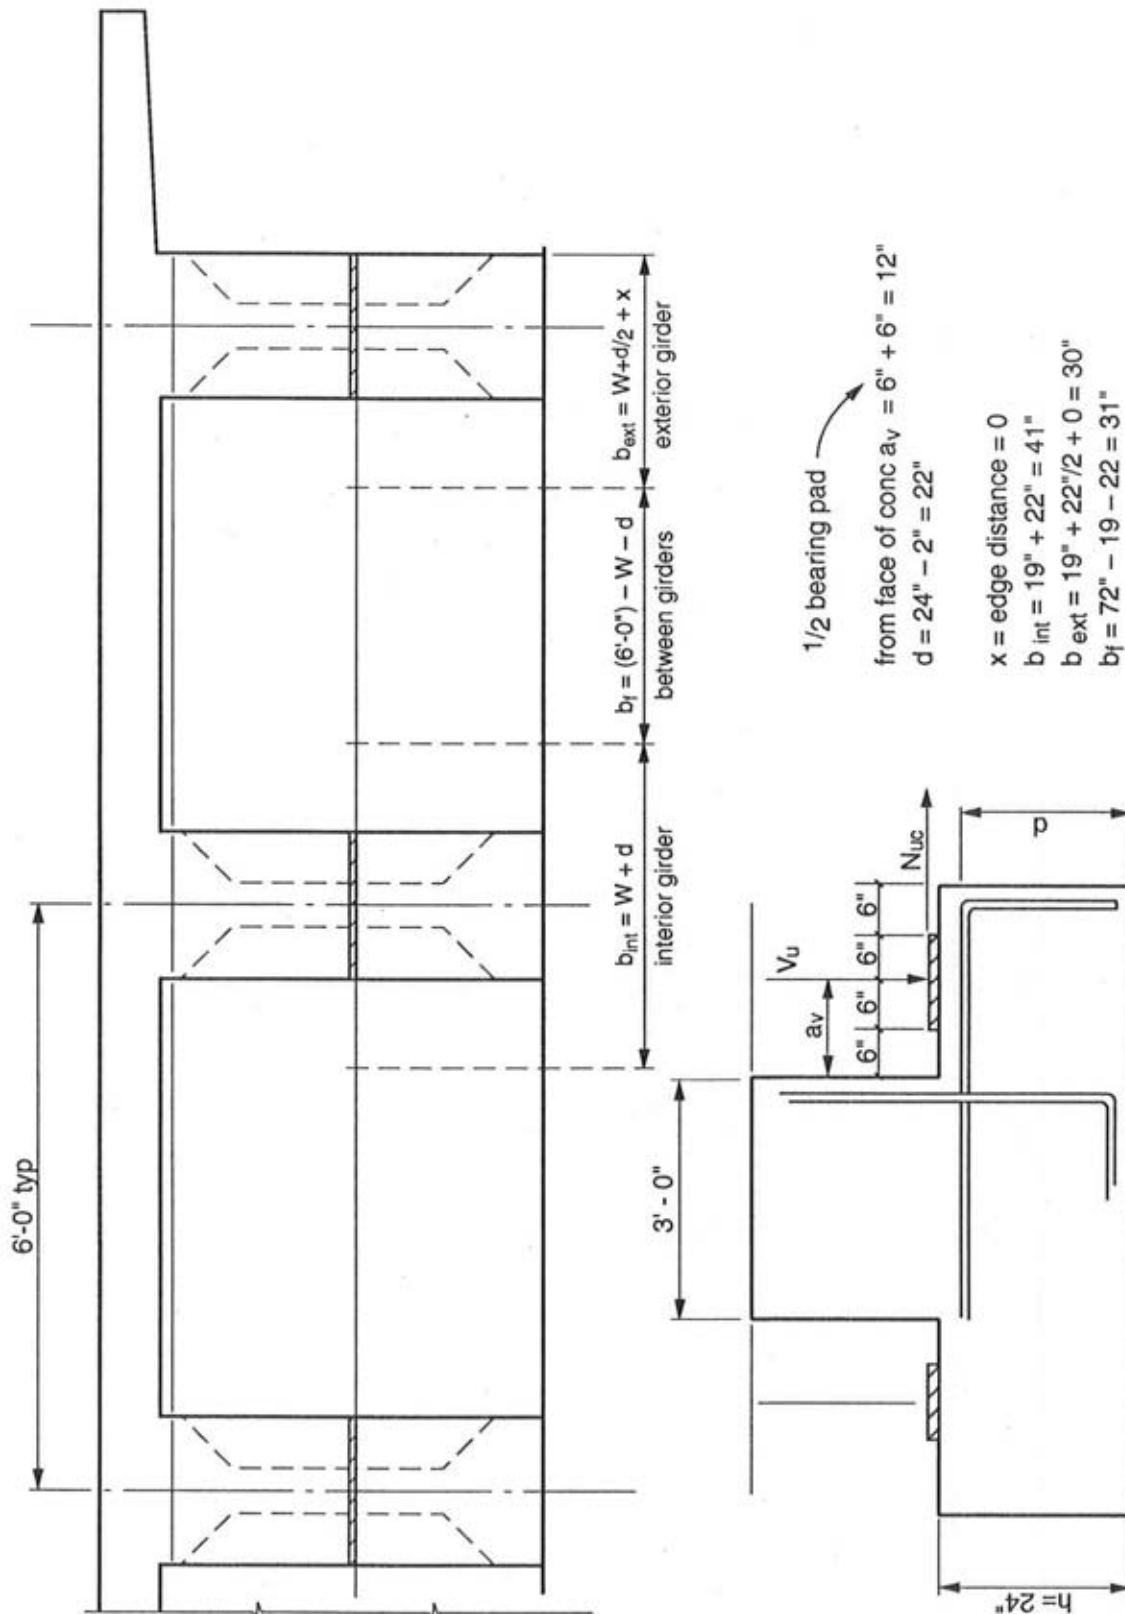 6'-0" typ
b_int = W + d
interior girder
b_f = (6'-0") – W – d
between girders
b_ext = W+d/2 + x
exterior girder
3' - 0"
a_v
V_u
6" 6" 6" 6"
N_uc
d
h= 24"
1/2 bearing pad
from face of conc a_v = 6" + 6" = 12"
d = 24" – 2" = 22"
x = edge distance = 0
b int = 19" + 22" = 41"
b ext = 19" + 22"/2 + 0 = 30"
b_f = 72" – 19 – 22 = 31"